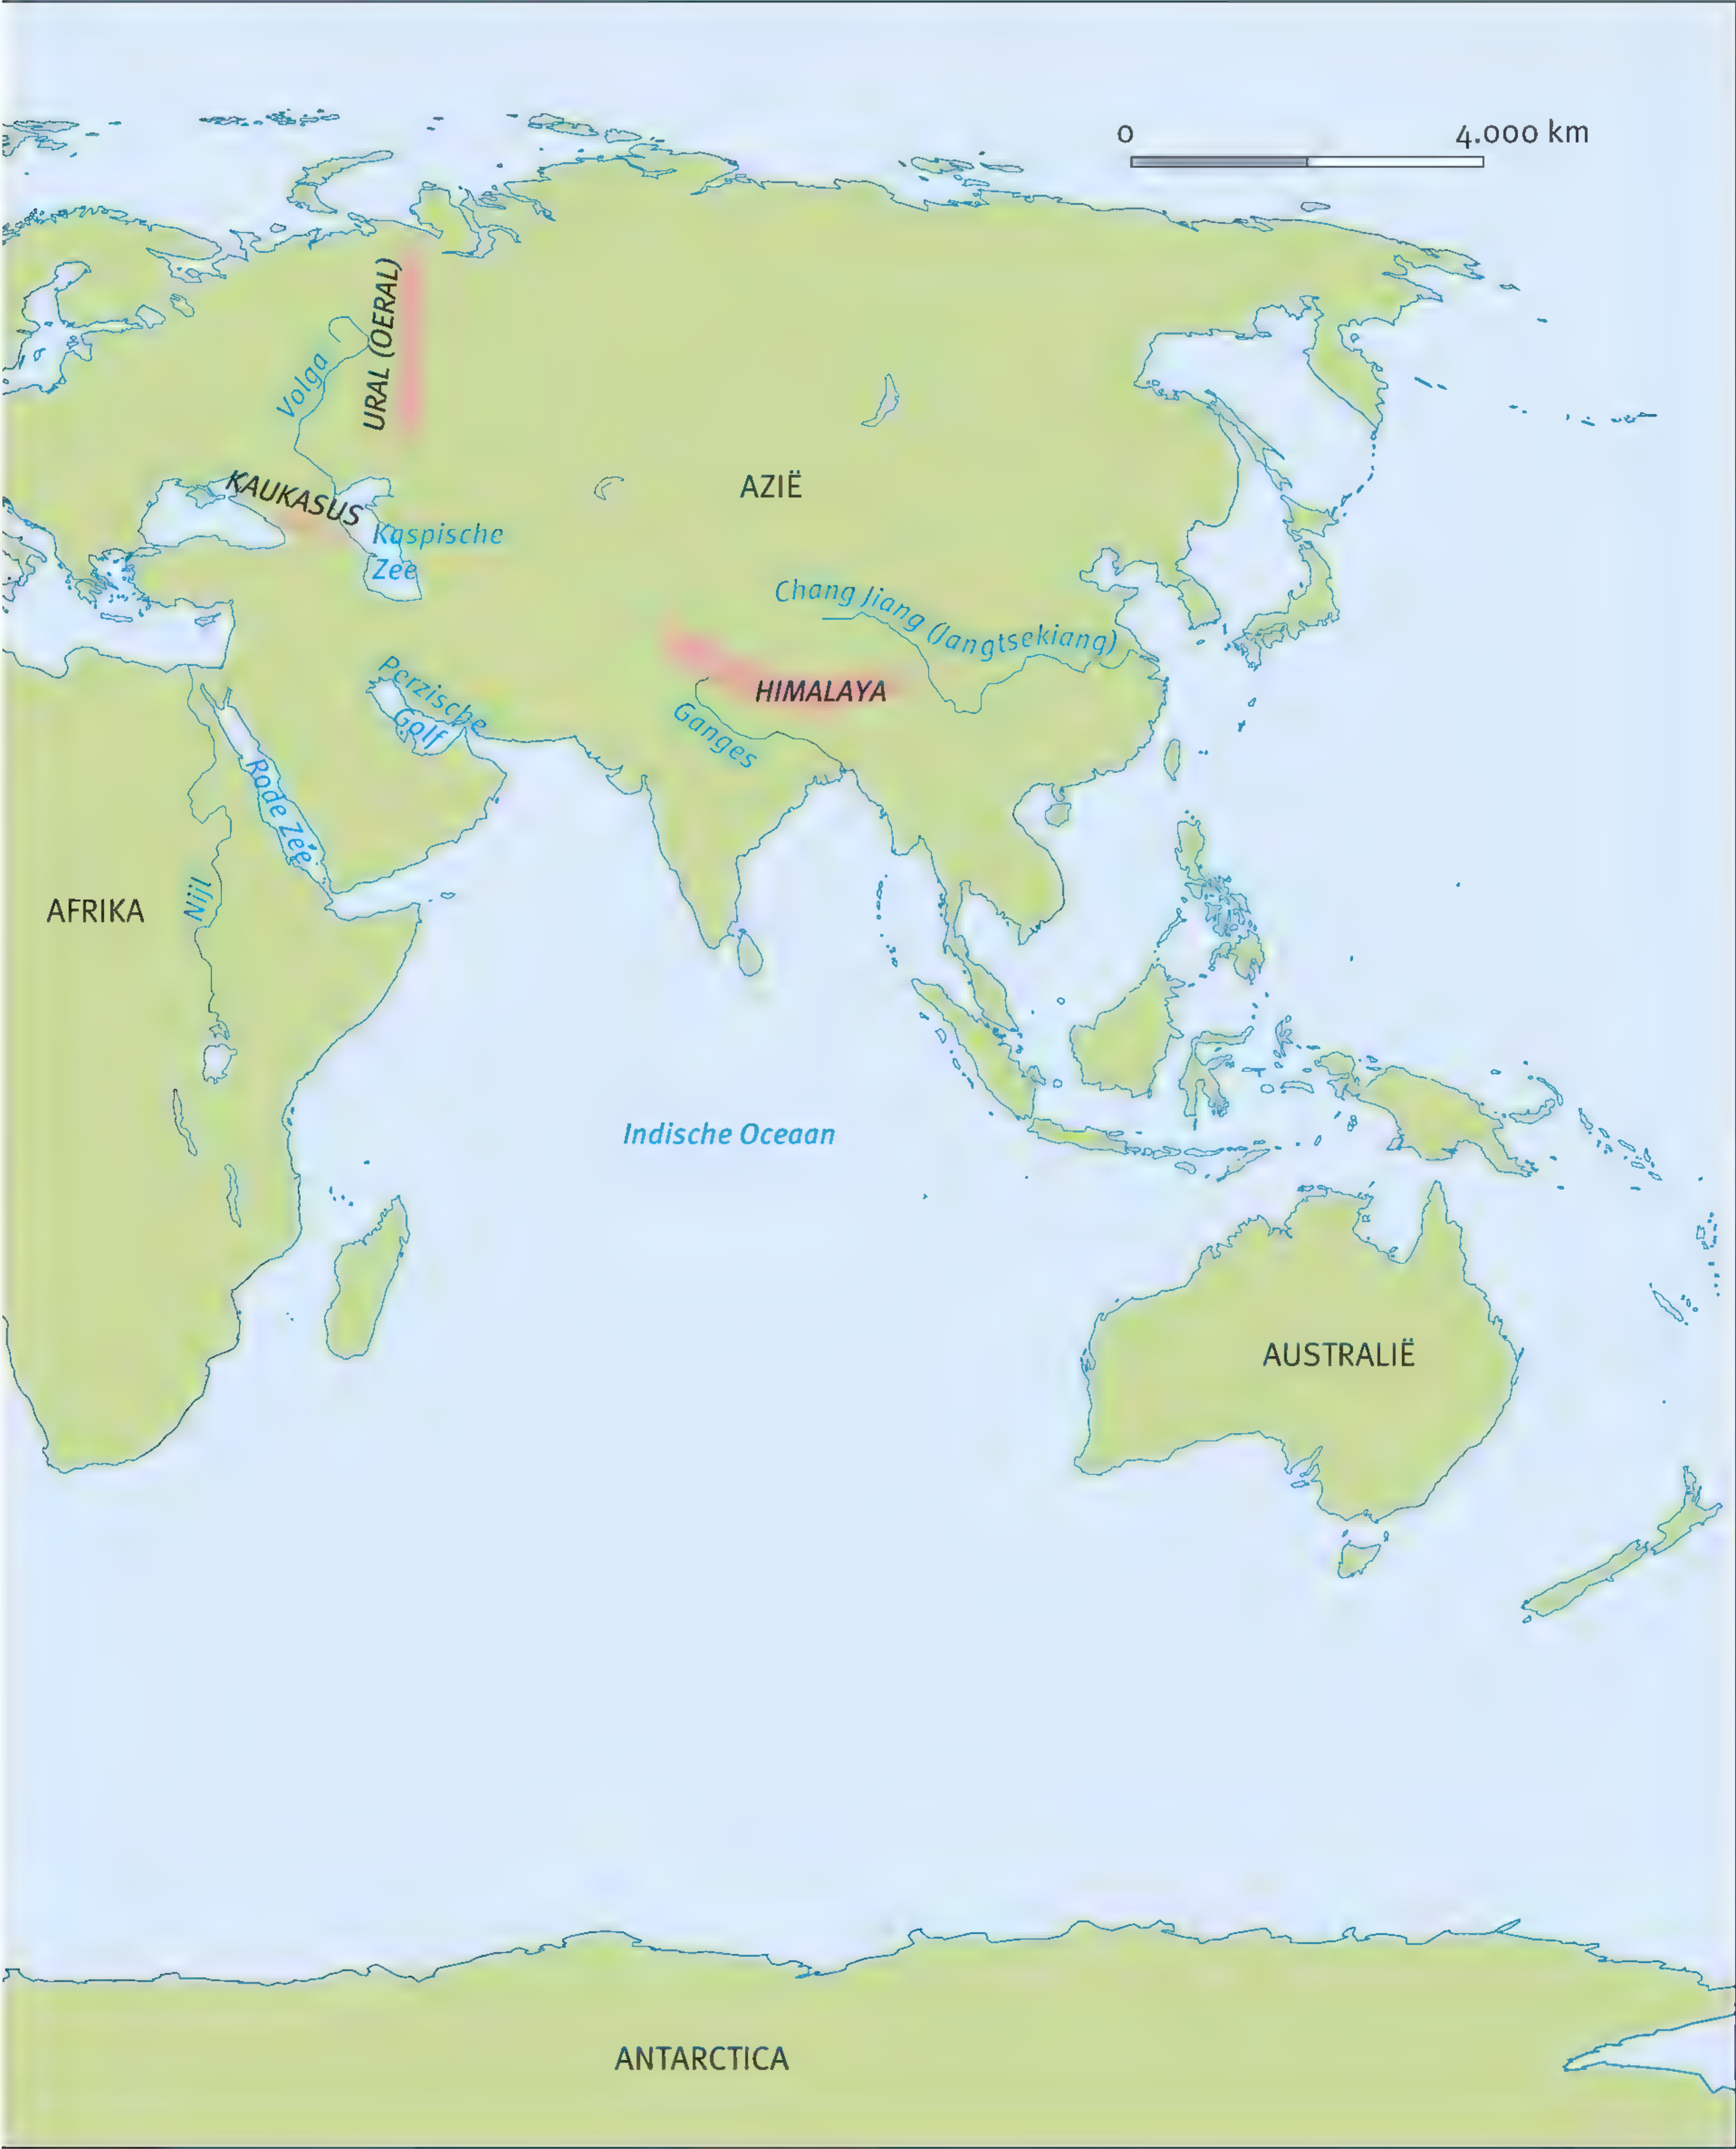 0 4.000 km
URAL (OERAL)
Volga
KAUKASUS
AZIË
Kaspische
Zee
Chang Jiang (Jangtsekiang)
Perzische
Golf
HIMALAYA
Ganges
Rode Zee
Nijl
AFRIKA
Indische Oceaan
AUSTRALIË
ANTARCTICA